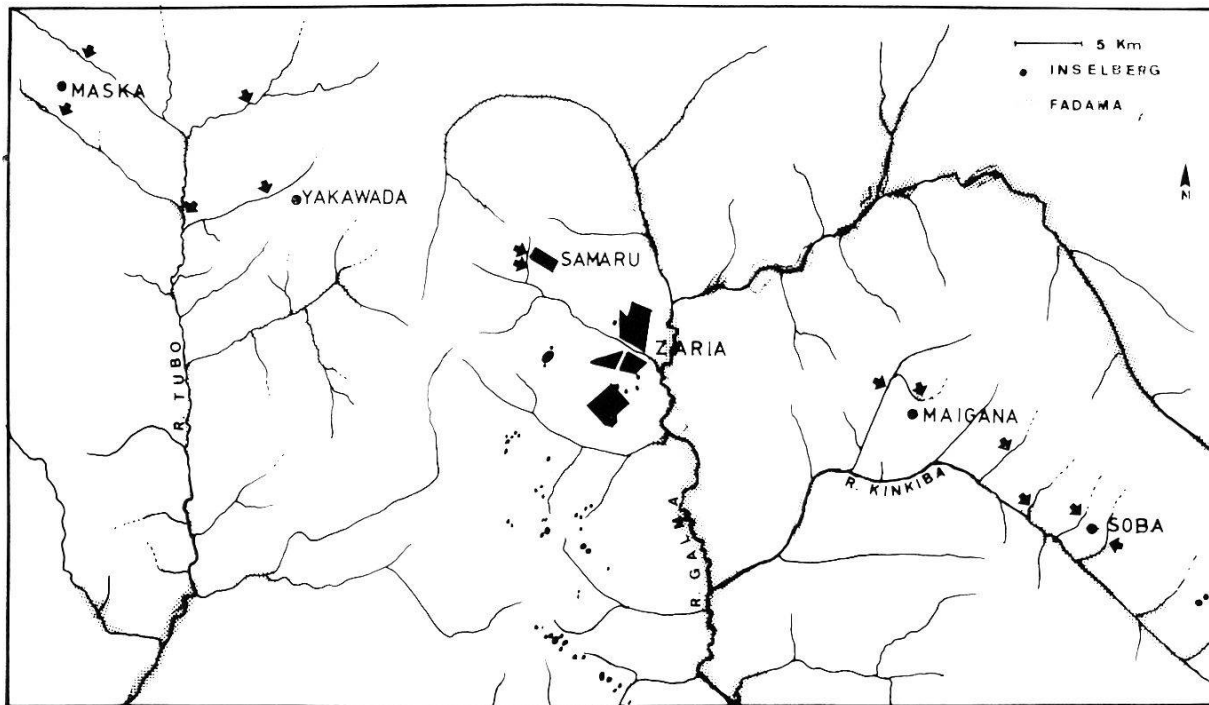 5 Km
INSELBERG
FADAMA
N
MASKA
YAKAWADA
SAMARU
ZARIA
R. TUBO
MAIGANA
R. KINKIBA
R. GALMA
SOBA